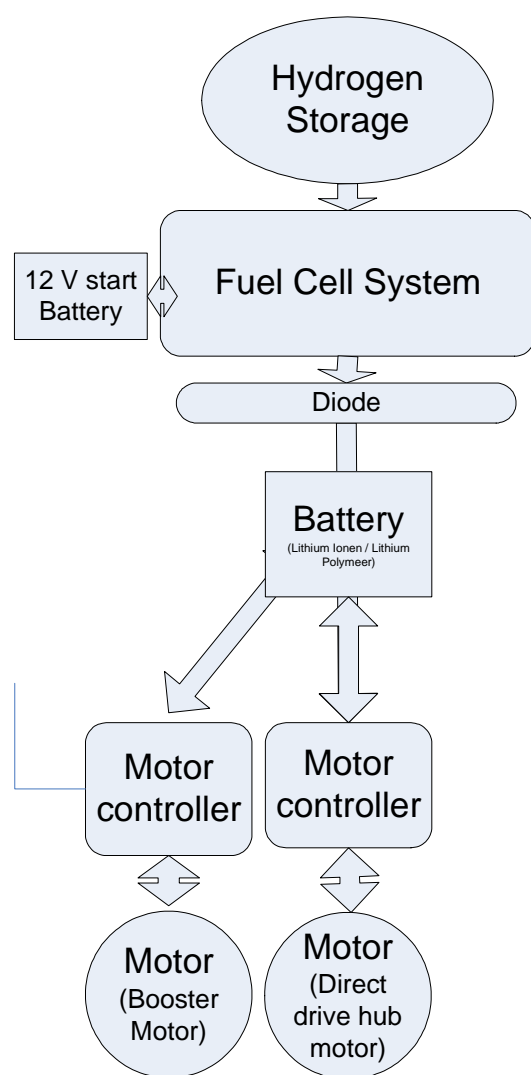 Hydrogen
Storage
12 V start
Battery
Fuel Cell System
Diode
Battery
(Lithium Ionen / Lithium
Polymeer)
Motor
controller
Motor
controller
Motor
(Booster
Motor)
Motor
(Direct
drive hub
motor)